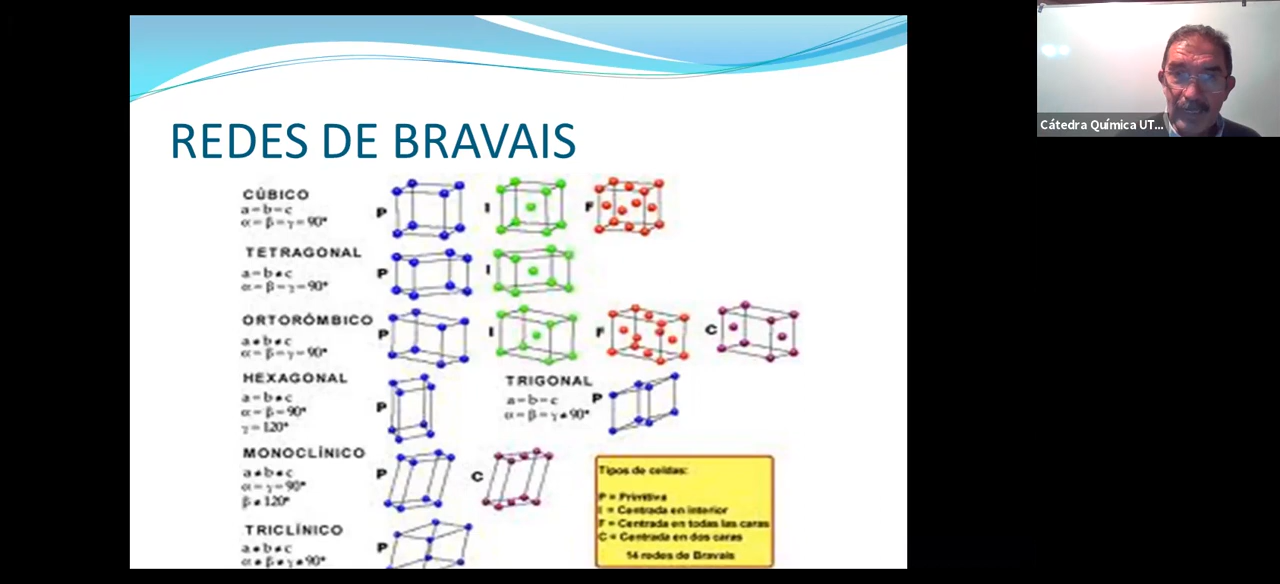 REDES DE BRAVAIS
CÚBICO
a=b=c
α=β=γ=90°
P
I
F
TETRAGONAL
a=b≠c
α=β=γ=90°
P
I
ORTORÓMBICO
a≠b≠c
α=β=γ=90°
P
I
F
C
HEXAGONAL
a=b≠c
α=β=90°
γ=120°
P
TRIGONAL
a=b=c
α=β=γ≠90°
P
MONOCLÍNICO
a≠b≠c
α=γ=90°
β≠120°
P
C
TRICLÍNICO
a≠b≠c
α≠β≠γ≠90°
P
Tipos de celdas:
P = Primitiva
I = Centrada en interior
F = Centrada en todas las caras
C = Centrada en dos caras
14 redes de Bravais
Cátedra Química UT...